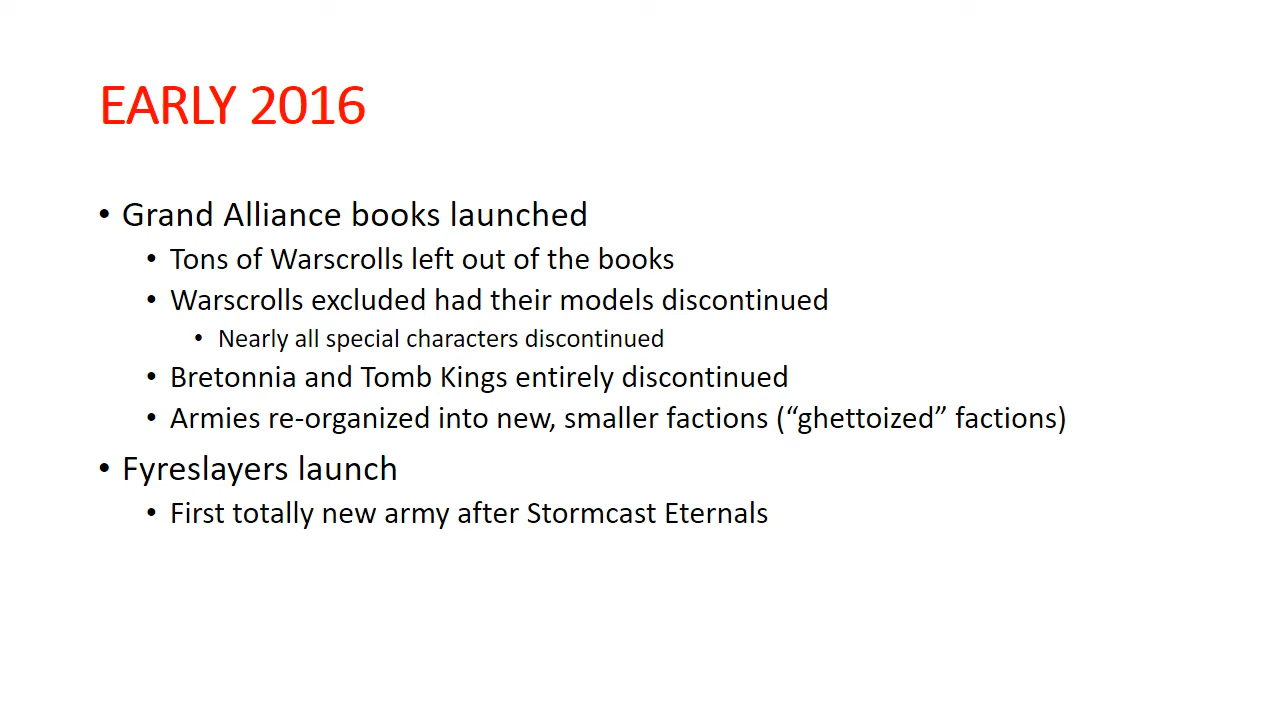 EARLY 2016
• Grand Alliance books launched
• Tons of Warscrolls left out of the books
• Warscrolls excluded had their models discontinued
• Nearly all special characters discontinued
• Bretonnia and Tomb Kings entirely discontinued
• Armies re-organized into new, smaller factions (“ghettoized” factions)
• Fyreslayers launch
• First totally new army after Stormcast Eternals